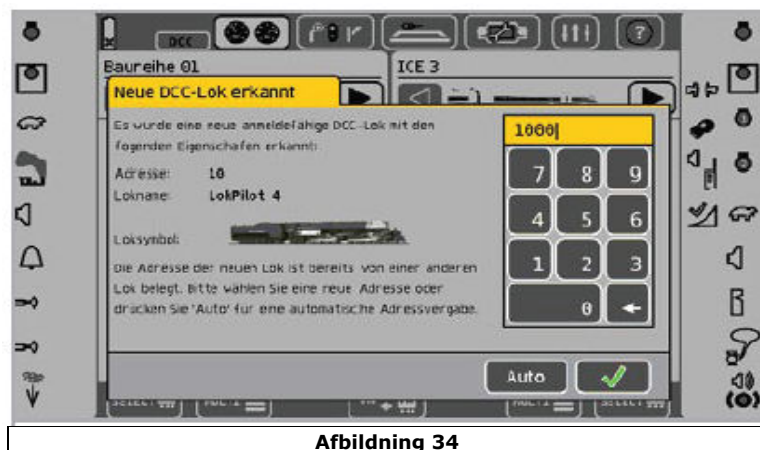 DCC
?
Baureihe 01
ICE 3
Neue DCC-Lok erkannt
Es wurde eine neue anmeldefähige DCC-Lok mit den
folgenden Eigenschafen erkannt:
Adresse: 10
Lokname: LokPilot 4
Loksymbol:
Die Adresse der neuen Lok ist bereits von einer anderen
Lok belegt. Bitte wählen Sie eine neue Adresse oder
drücken Sie 'Auto' für eine automatische Adressvergabe.
1000
7 8 9
4 5 6
1 2 3
0
Auto
SELECT
SELECT
Afbildning 34